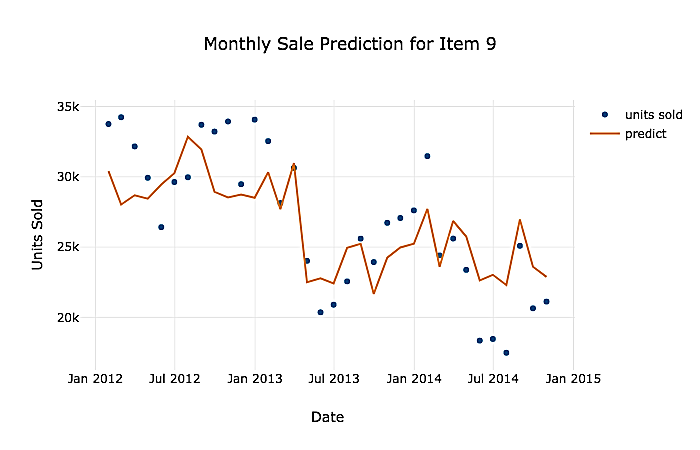 Monthly Sale Prediction for Item 9
units sold
predict
35k
30k
25k
20k
Units Sold
Jan 2012
Jul 2012
Jan 2013
Jul 2013
Jan 2014
Jul 2014
Jan 2015
Date